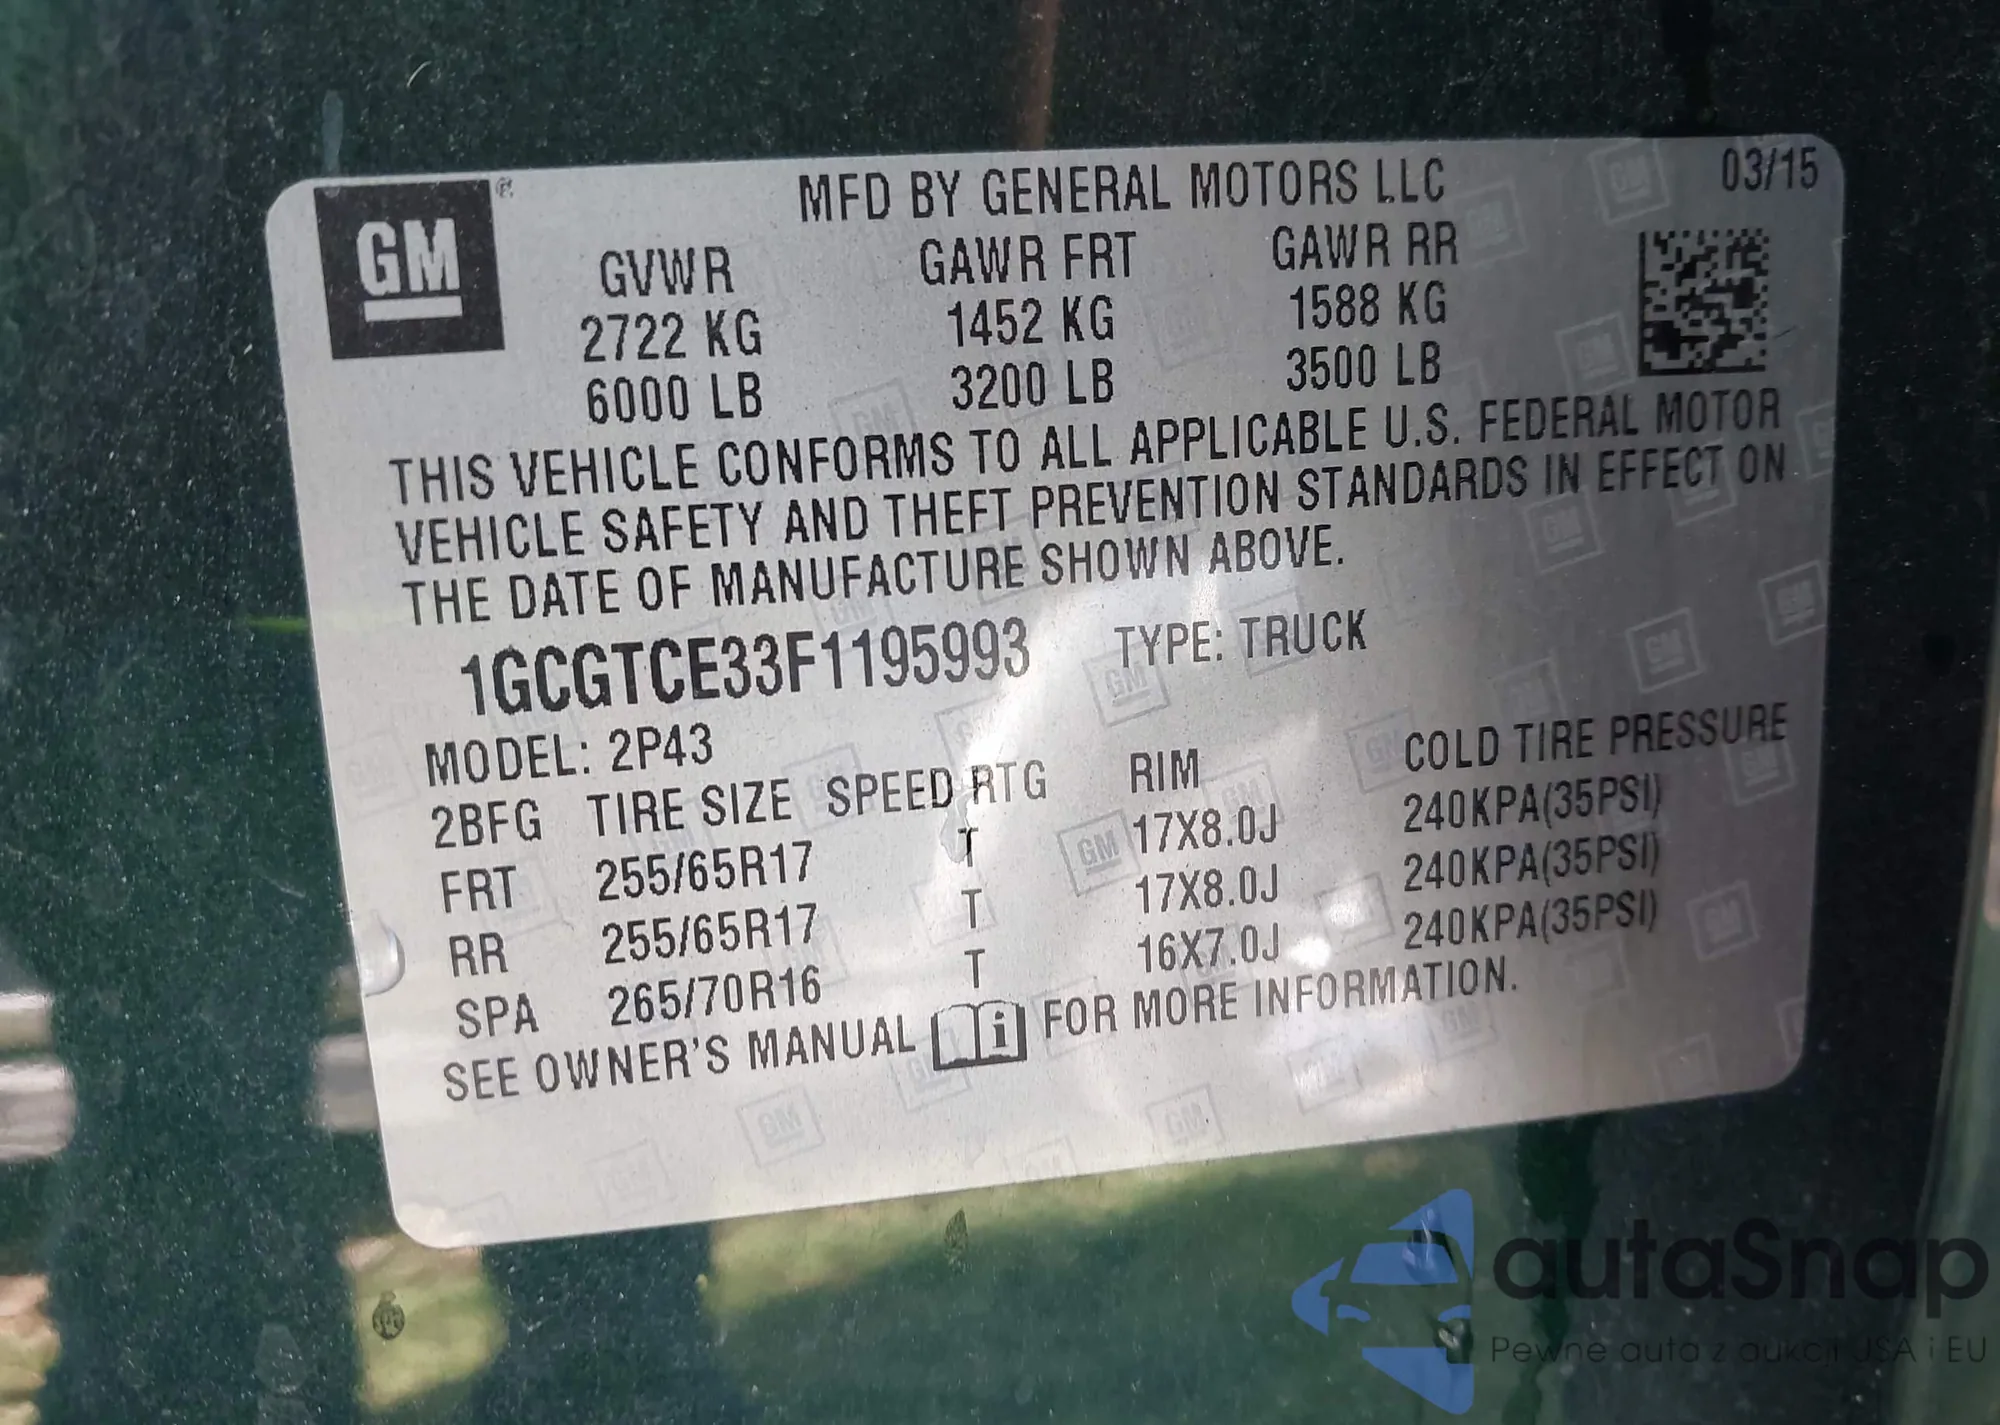 GM ®
MFD BY GENERAL MOTORS LLC 03/15
GVWR GAWR FRT GAWR RR
2722 KG 1452 KG 1588 KG
6000 LB 3200 LB 3500 LB
THIS VEHICLE CONFORMS TO ALL APPLICABLE U.S. FEDERAL MOTOR
VEHICLE SAFETY AND THEFT PREVENTION STANDARDS IN EFFECT ON
THE DATE OF MANUFACTURE SHOWN ABOVE.
1GCGTCE33F1195993 TYPE: TRUCK
MODEL: 2P43
2BFG TIRE SIZE SPEED RTG RIM COLD TIRE PRESSURE
FRT 255/65R17 T 17X8.0J 240KPA(35PSI)
RR 255/65R17 T 17X8.0J 240KPA(35PSI)
SPA 265/70R16 T 16X7.0J 240KPA(35PSI)
SEE OWNER'S MANUAL i FOR MORE INFORMATION.
autaSnap
Pewne auta z aukcji USA i EU